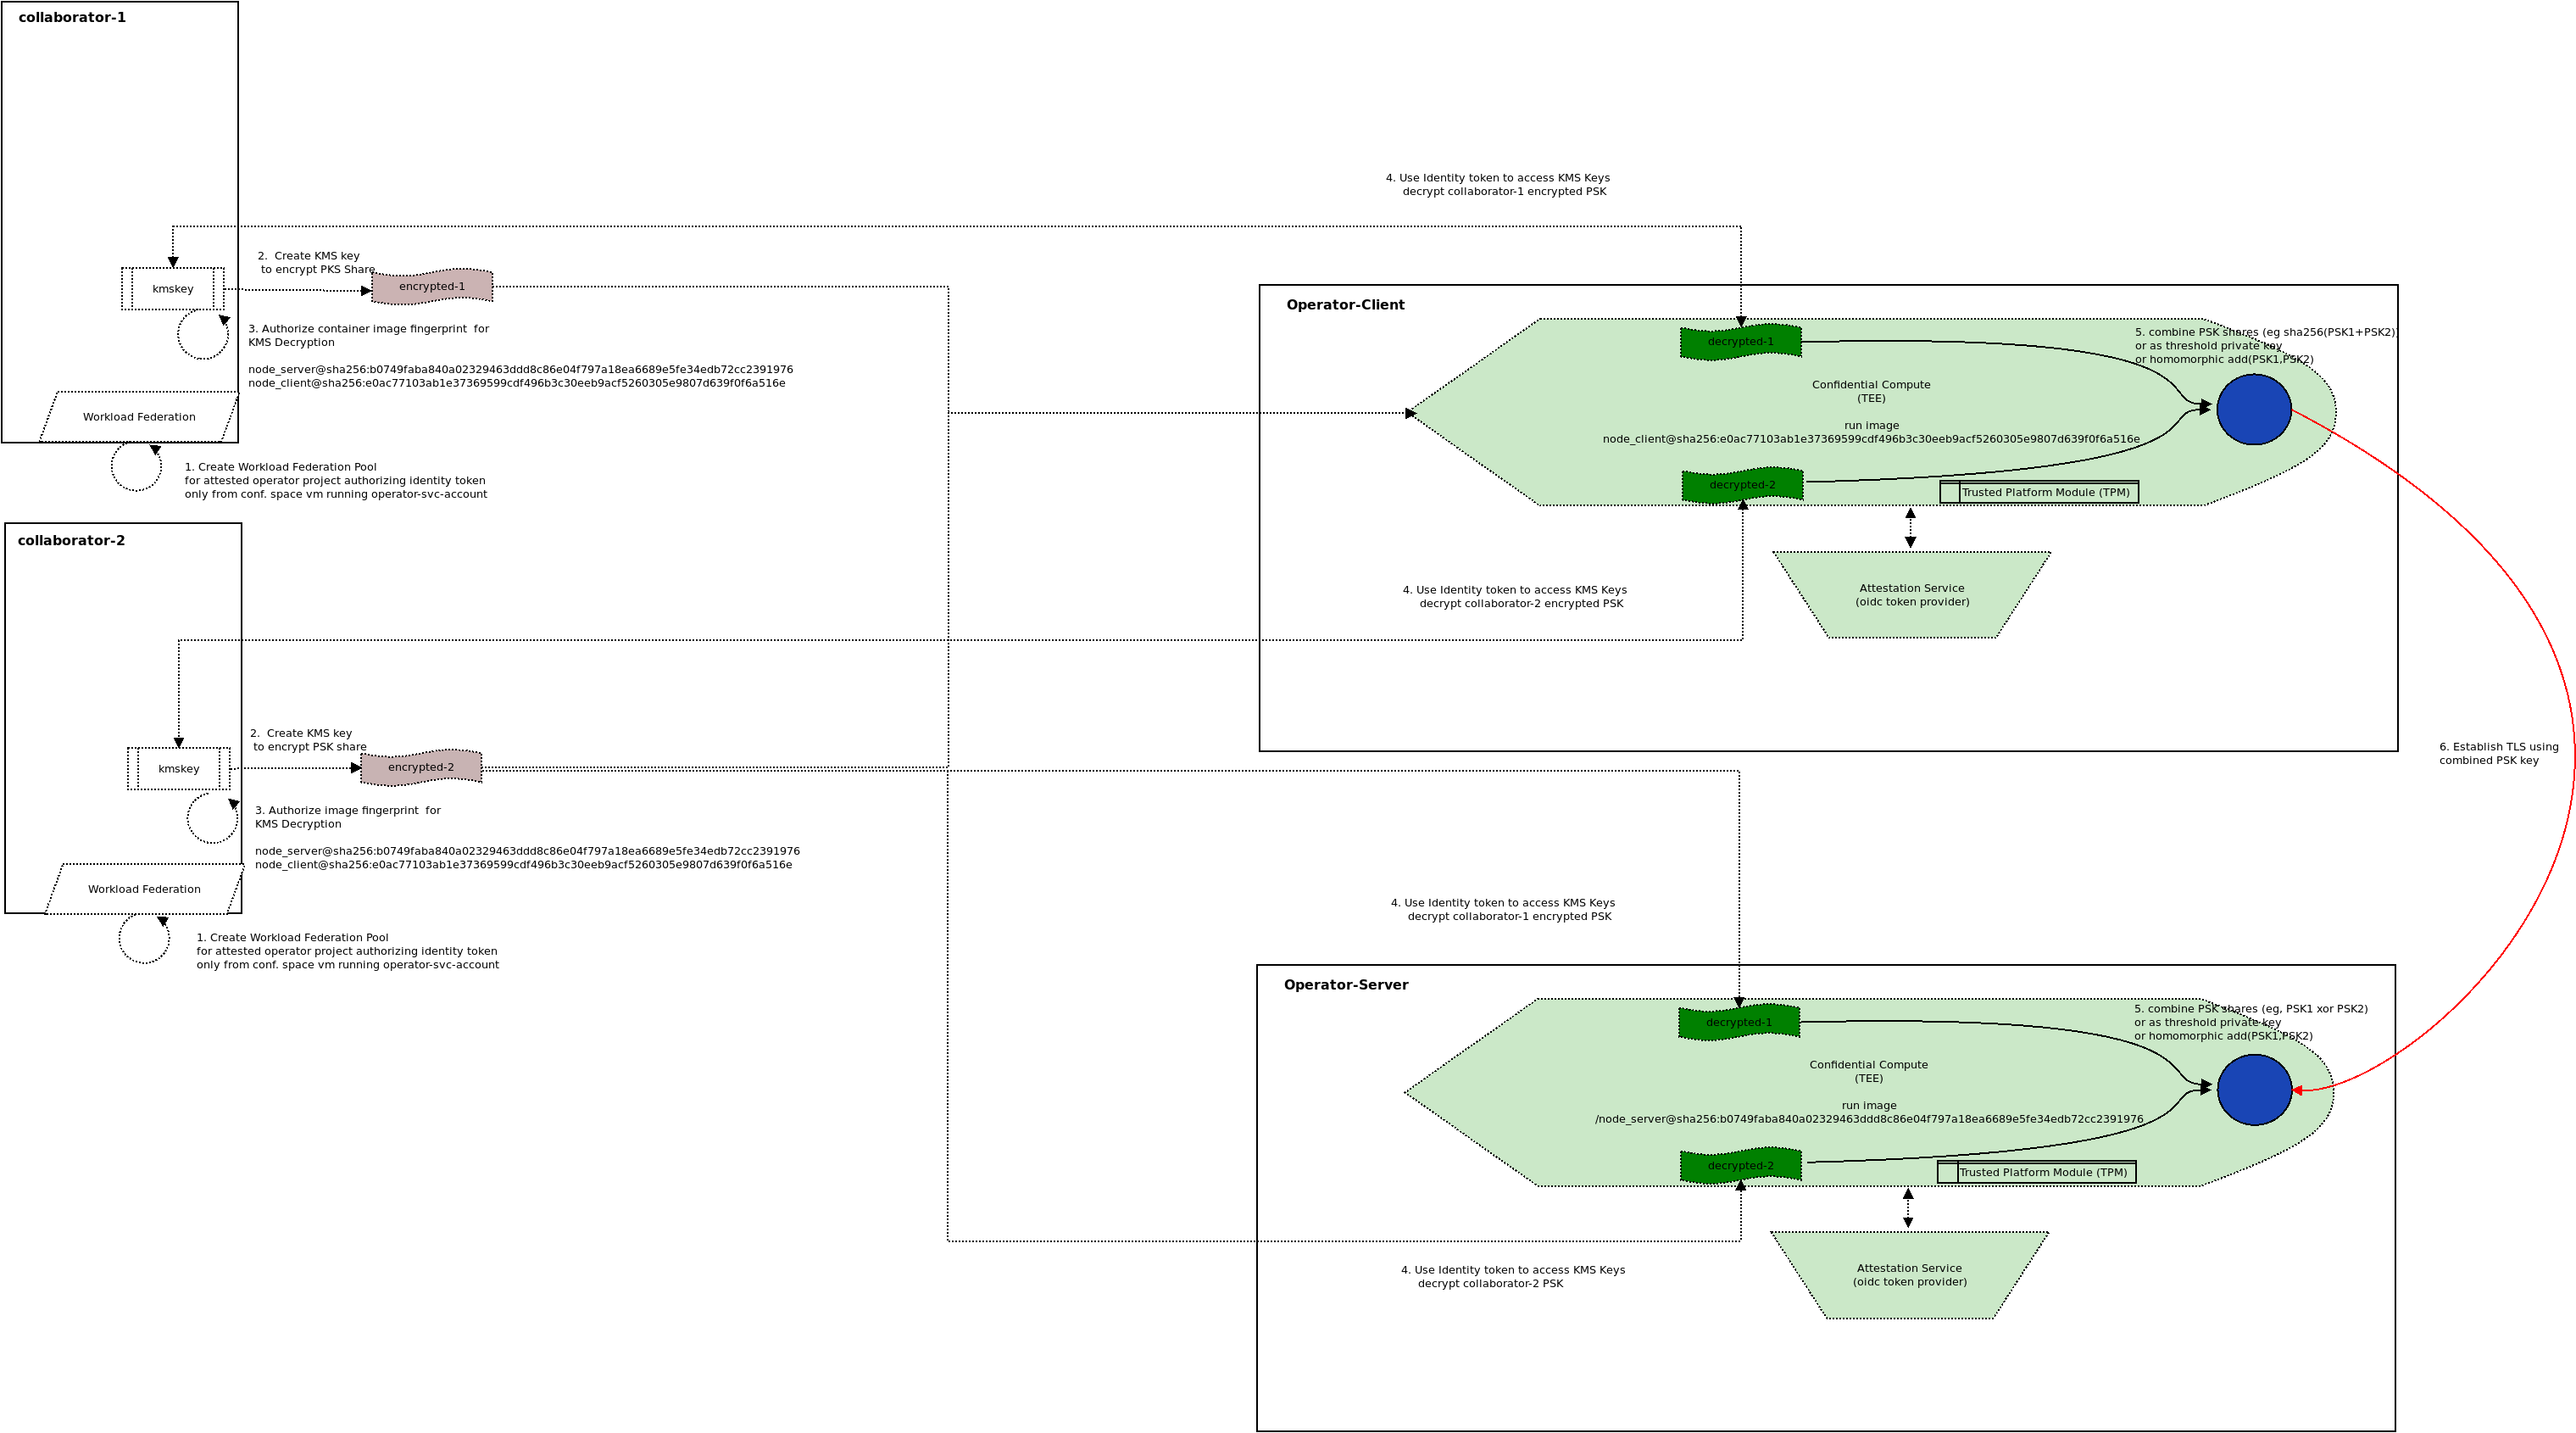 collaborator-1
4. Use Identity token to access KMS Keys
decrypt collaborator-1 encrypted PSK
2.  Create KMS key
to encrypt PKS Share
kmskey
encrypted-1
3. Authorize container image fingerprint  for
KMS Decryption
node_server@sha256:b0749faba840a02329463ddd8c86e04f797a18ea6689e5fe34edb72cc2391976
node_client@sha256:e0ac77103ab1e37369599cdf496b3c30eeb9acf5260305e9807d639f0f6a516e
Workload Federation
1. Create Workload Federation Pool
for attested operator project authorizing identity token
only from conf. space vm running operator-svc-account
Operator-Client
decrypted-1
5. combine PSK shares (eg sha256(PSK1+PSK2)
or as threshold private key
or homomorphic add(PSK1,PSK2)
Confidential Compute
(TEE)
run image
node_client@sha256:e0ac77103ab1e37369599cdf496b3c30eeb9acf5260305e9807d639f0f6a516e
decrypted-2
Trusted Platform Module (TPM)
Attestation Service
(oidc token provider)
4. Use Identity token to access KMS Keys
decrypt collaborator-2 encrypted PSK
collaborator-2
2.  Create KMS key
to encrypt PSK share
kmskey
encrypted-2
3. Authorize image fingerprint  for
KMS Decryption
node_server@sha256:b0749faba840a02329463ddd8c86e04f797a18ea6689e5fe34edb72cc2391976
node_client@sha256:e0ac77103ab1e37369599cdf496b3c30eeb9acf5260305e9807d639f0f6a516e
Workload Federation
1. Create Workload Federation Pool
for attested operator project authorizing identity token
only from conf. space vm running operator-svc-account
6. Establish TLS using
combined PSK key
4. Use Identity token to access KMS Keys
decrypt collaborator-1 encrypted PSK
Operator-Server
decrypted-1
5. combine PSK shares (eg, PSK1 xor PSK2)
or as threshold private key
or homomorphic add(PSK1,PSK2)
Confidential Compute
(TEE)
run image
/node_server@sha256:b0749faba840a02329463ddd8c86e04f797a18ea6689e5fe34edb72cc2391976
decrypted-2
Trusted Platform Module (TPM)
4. Use Identity token to access KMS Keys
decrypt collaborator-2 PSK
Attestation Service
(oidc token provider)